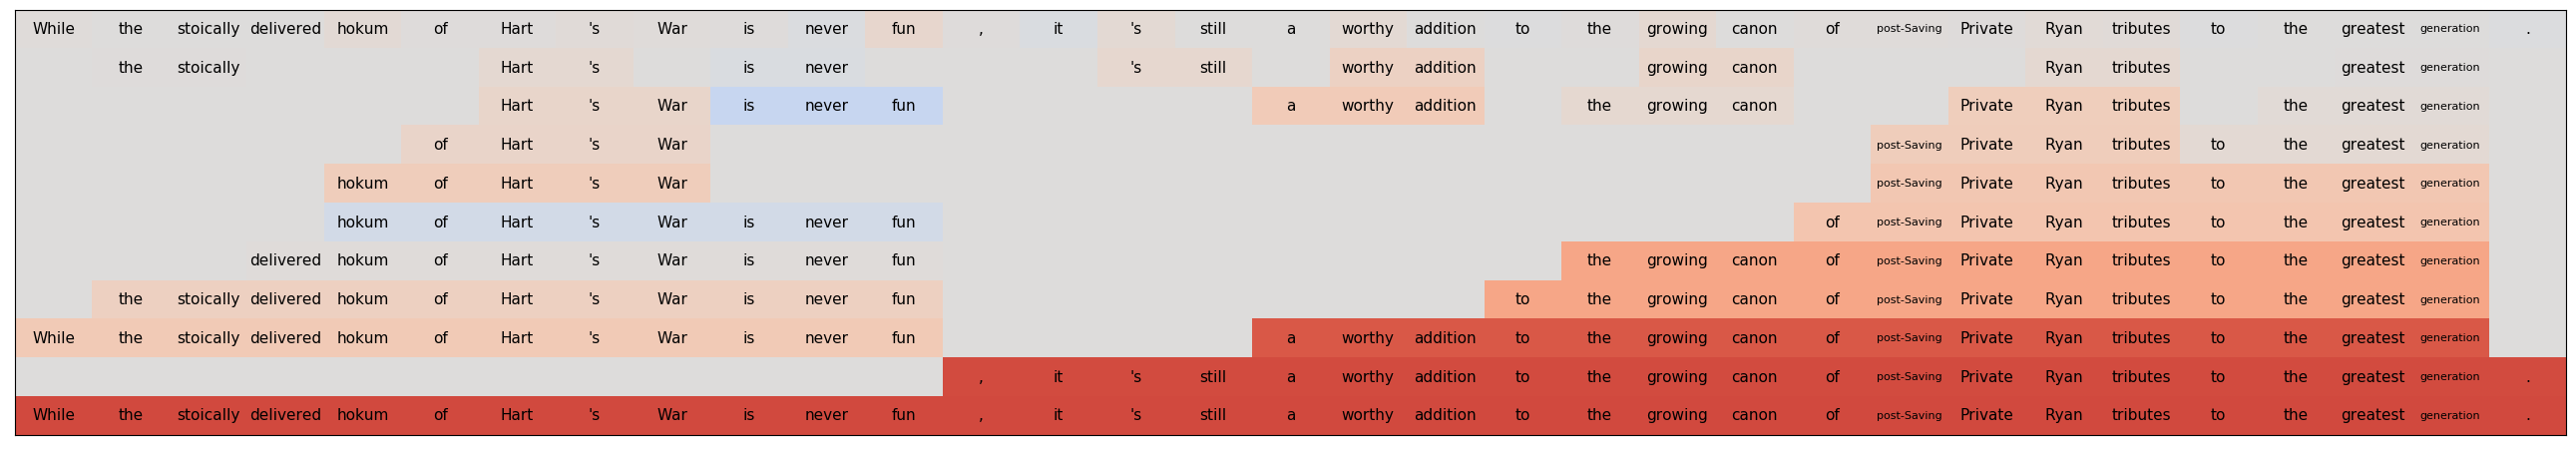 While the stoically delivered hokum of Hart 's War is never fun , it 's still a worthy addition to the growing canon of post-Saving Private Ryan tributes to the greatest generation .
the stoically Hart 's is never 's still worthy addition growing canon Ryan tributes greatest generation
Hart 's War is never fun a worthy addition the growing canon Private Ryan tributes the greatest generation
of Hart 's War post-Saving Private Ryan tributes to the greatest generation
hokum of Hart 's War post-Saving Private Ryan tributes to the greatest generation
hokum of Hart 's War is never fun of post-Saving Private Ryan tributes to the greatest generation
delivered hokum of Hart 's War is never fun the growing canon of post-Saving Private Ryan tributes to the greatest generation
the stoically delivered hokum of Hart 's War is never fun to the growing canon of post-Saving Private Ryan tributes to the greatest generation
While the stoically delivered hokum of Hart 's War is never fun a worthy addition to the growing canon of post-Saving Private Ryan tributes to the greatest generation
, it 's still a worthy addition to the growing canon of post-Saving Private Ryan tributes to the greatest generation .
While the stoically delivered hokum of Hart 's War is never fun , it 's still a worthy addition to the growing canon of post-Saving Private Ryan tributes to the greatest generation .